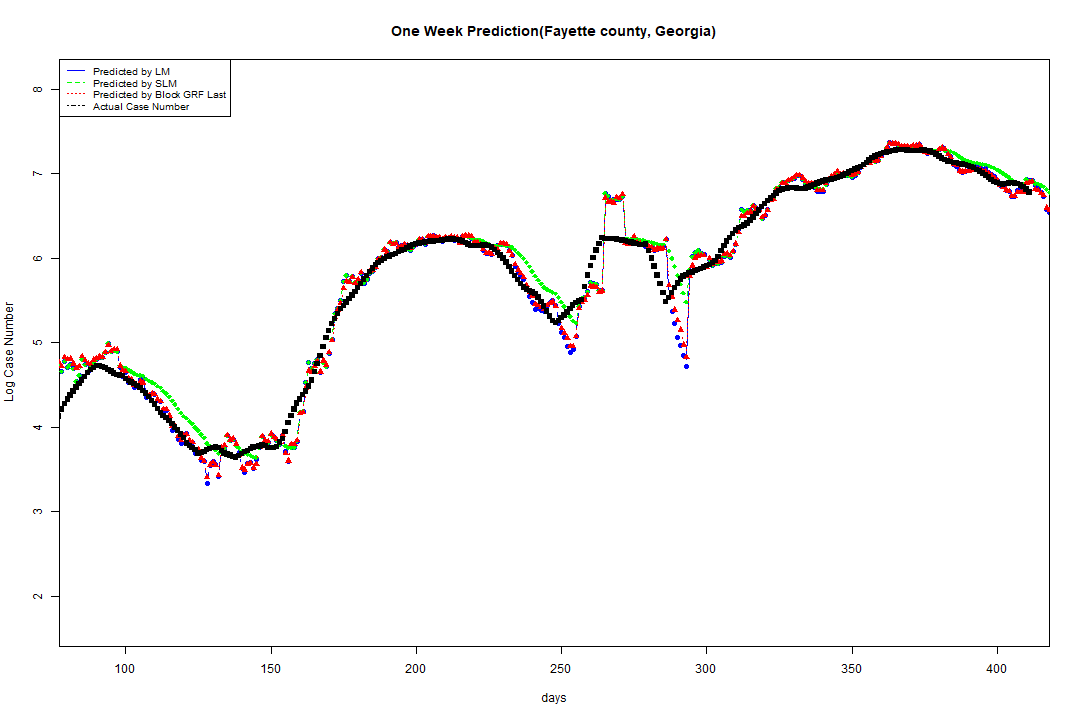 One Week Prediction(Fayette county, Georgia)
Predicted by LM
Predicted by SLM
Predicted by Block GRF Last
Actual Case Number
8
7
6
5
4
3
2
Log Case Number
100 150 200 250 300 350 400
days